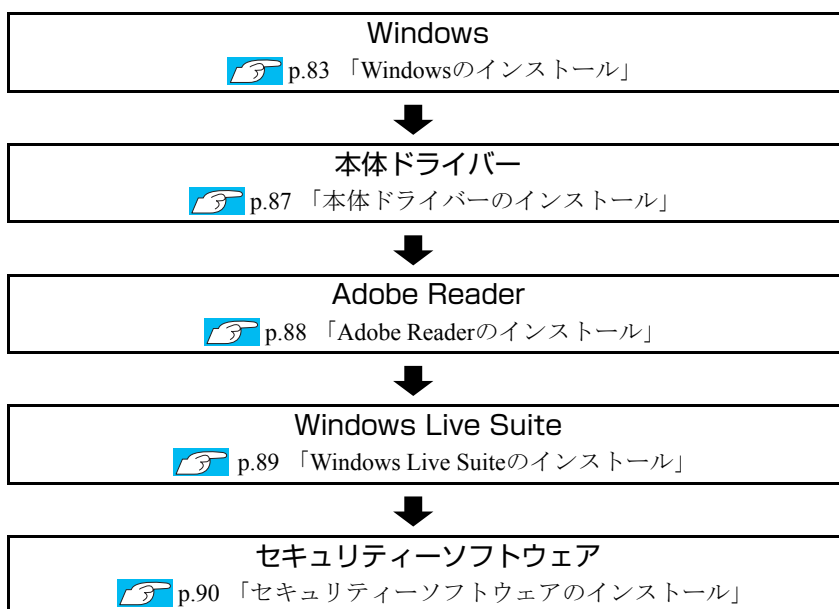 Windows
p.83 「Windowsのインストール」
本体ドライバー
p.87 「本体ドライバーのインストール」
Adobe Reader
p.88 「Adobe Readerのインストール」
Windows Live Suite
p.89 「Windows Live Suiteのインストール」
セキュリティーソフトウェア
p.90 「セキュリティーソフトウェアのインストール」